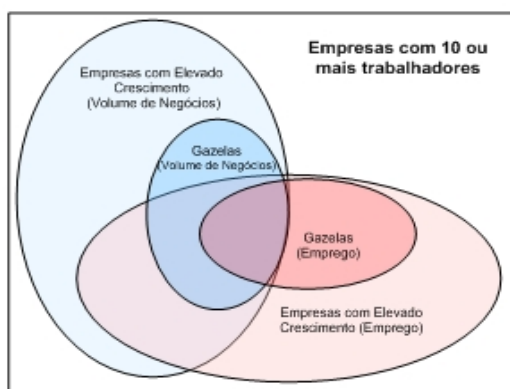 Empresas com 10 ou
mais trabalhadores
Empresas com Elevado
Crescimento
(Volume de Negócios)
Gazelas
(Volume de Negócios)
Gazelas
(Emprego)
Empresas com Elevado
Crescimento (Emprego)